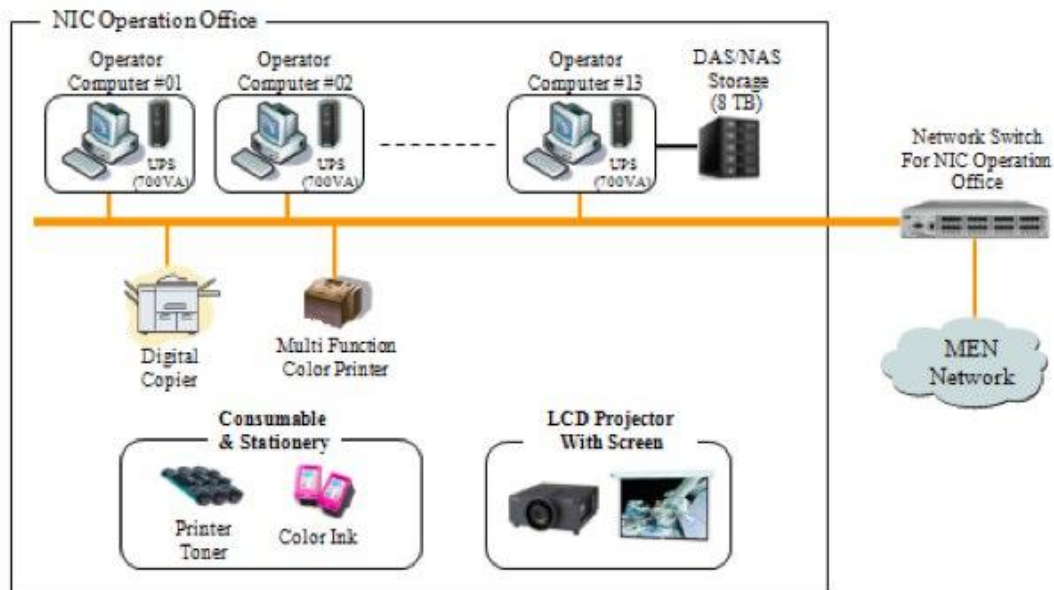 NIC Operation Office
Operator
Computer #01
UPS
(700VA)
Operator
Computer #02
UPS
(700VA)
Operator
Computer #13
UPS
(700VA)
DAS/NAS
Storage
(8 TB)
Network Switch
For NIC Operation
Office
Digital
Copier
Multi Function
Color Printer
MEN
Network
Consumable
& Stationery
Printer
Toner
Color Ink
LCD Projector
With Screen